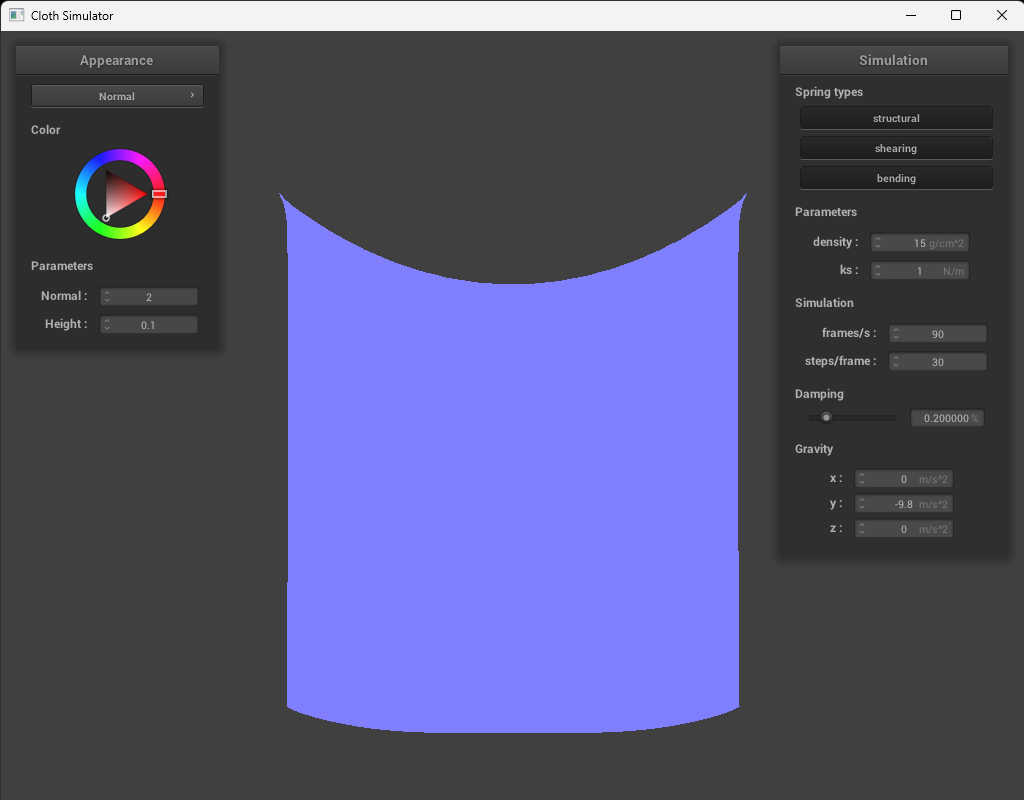 Cloth Simulator
Appearance
Normal
Color
Parameters
Normal : 2
Height : 0.1
Simulation
Spring types
structural
shearing
bending
Parameters
density : 15 g/cm^2
ks : 1 N/m
Simulation
frames/s : 90
steps/frame : 30
Damping
0.200000 %
Gravity
x : 0 m/s^2
y : -9.8 m/s^2
z : 0 m/s^2